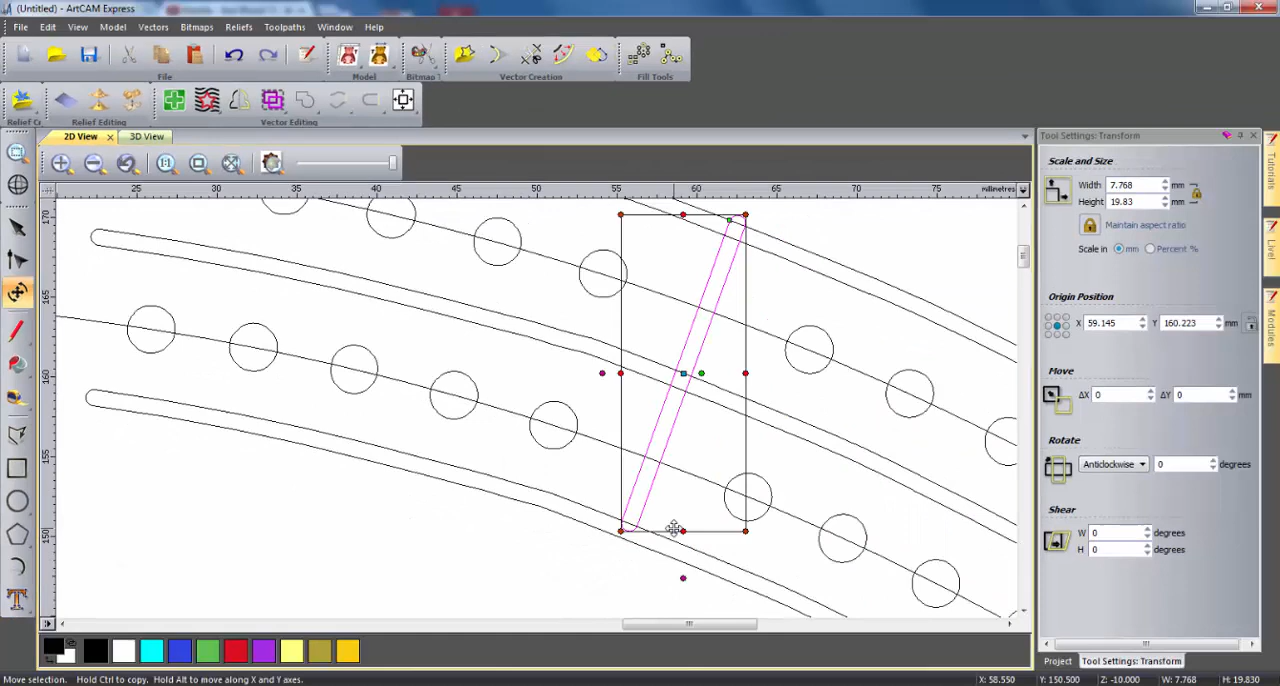 (Untitled) - ArtCAM Express
File Edit View Model Vectors Bitmaps Reliefs Toolpaths Window Help
File Model Bitmap Vector Creation Fill Tools
Relief Cr Relief Editing Vector Editing
2D View 3D View
Tool Settings: Transform
25 30 35 40 45 50 55 60 65 70 75 millimetres
170
165
160
155
150
Scale and Size
Width 7.768 mm
Height 19.83 mm
Maintain aspect ratio
Scale in mm Percent %
Origin Position
X 59.145 Y 160.223 mm
Move
ΔX 0 ΔY 0 mm
Rotate
Anticlockwise 0 degrees
Shear
W 0 degrees
H 0 degrees
Tutorials
Live!
Modules
Project Tool Settings: Transform
Move selection. Hold Ctrl to copy. Hold Alt to move along X and Y axes.
X: 58.550 Y: 150.500 Z: -10.000 W: 7.768 H: 19.830